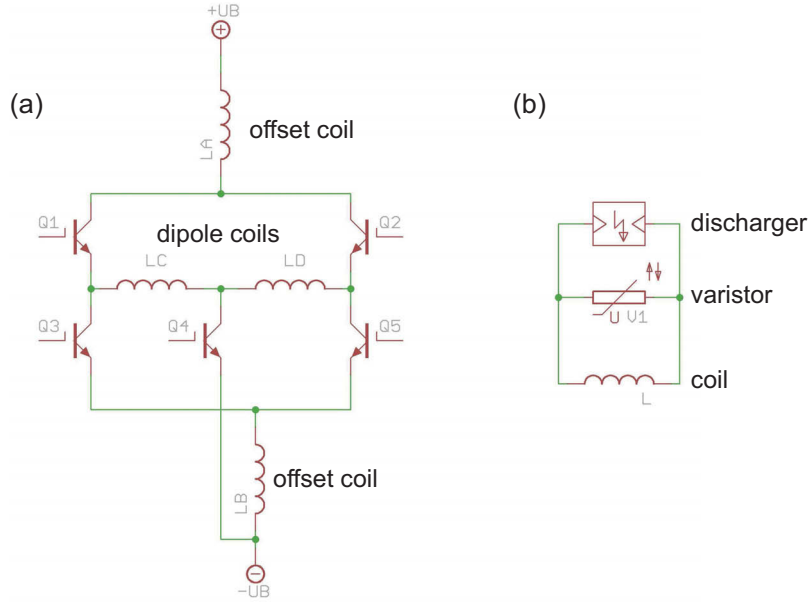 +UB
(a)
(b)
offset coil
LA
Q1
Q2
discharger
dipole coils
LC
LD
varistor
U V1
Q3
Q4
Q5
coil
L
offset coil
LB
-UB